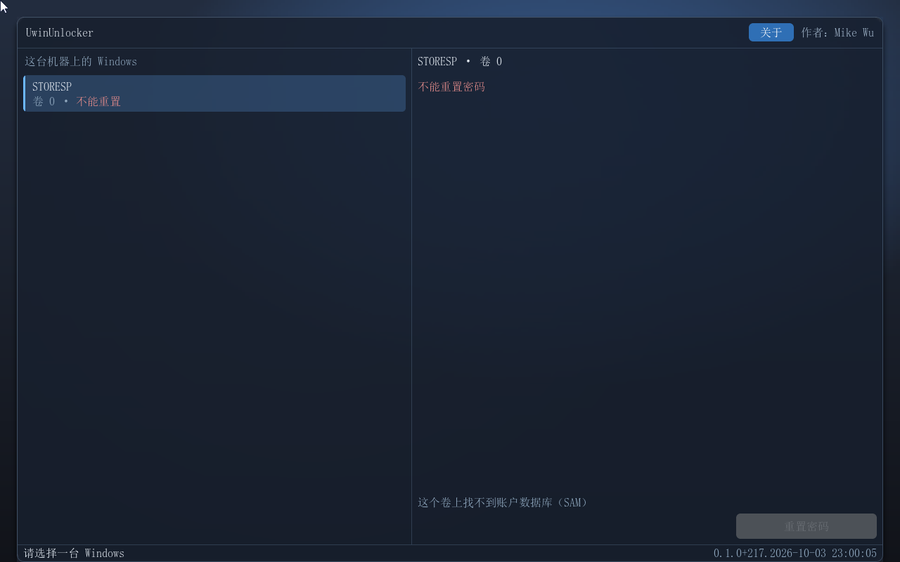 UwinUnlocker
关于 作者: Mike Wu
这台机器上的 Windows
STORESP
卷 0 • 不能重置
STORESP • 卷 0
不能重置密码
这个卷上找不到账户数据库（SAM）
重置密码
请选择一台 Windows
0.1.0+217.2026-10-03 23:00:05